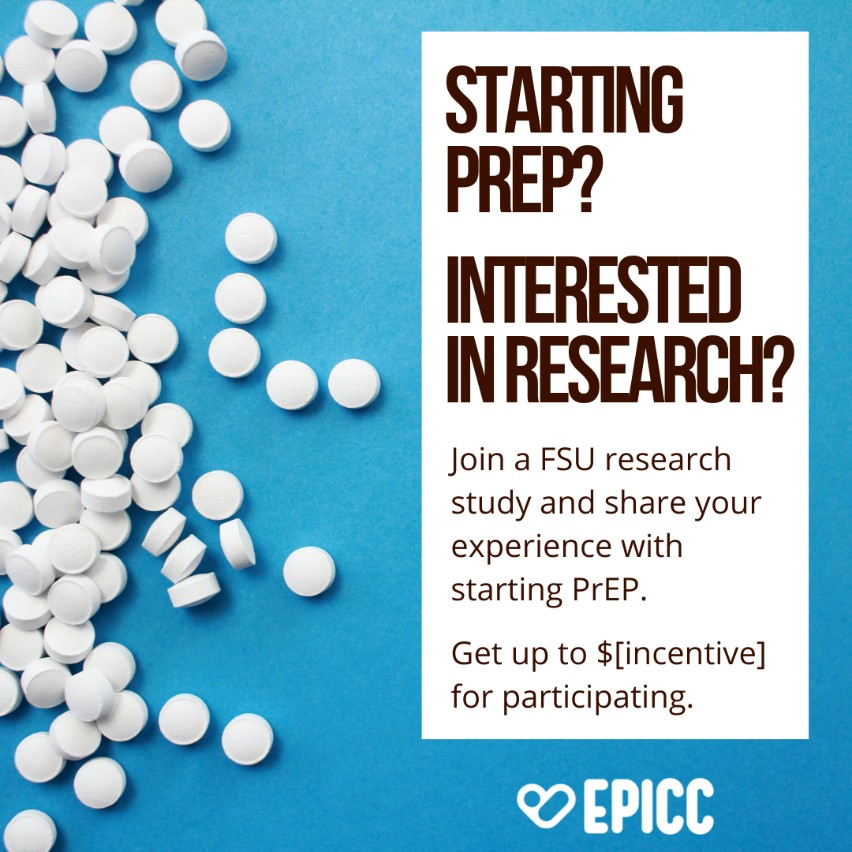 STARTING
PREP?
INTERESTED
IN RESEARCH?
Join a FSU research
study and share your
experience with
starting PrEP.
Get up to $[incentive]
for participating.
EPICC